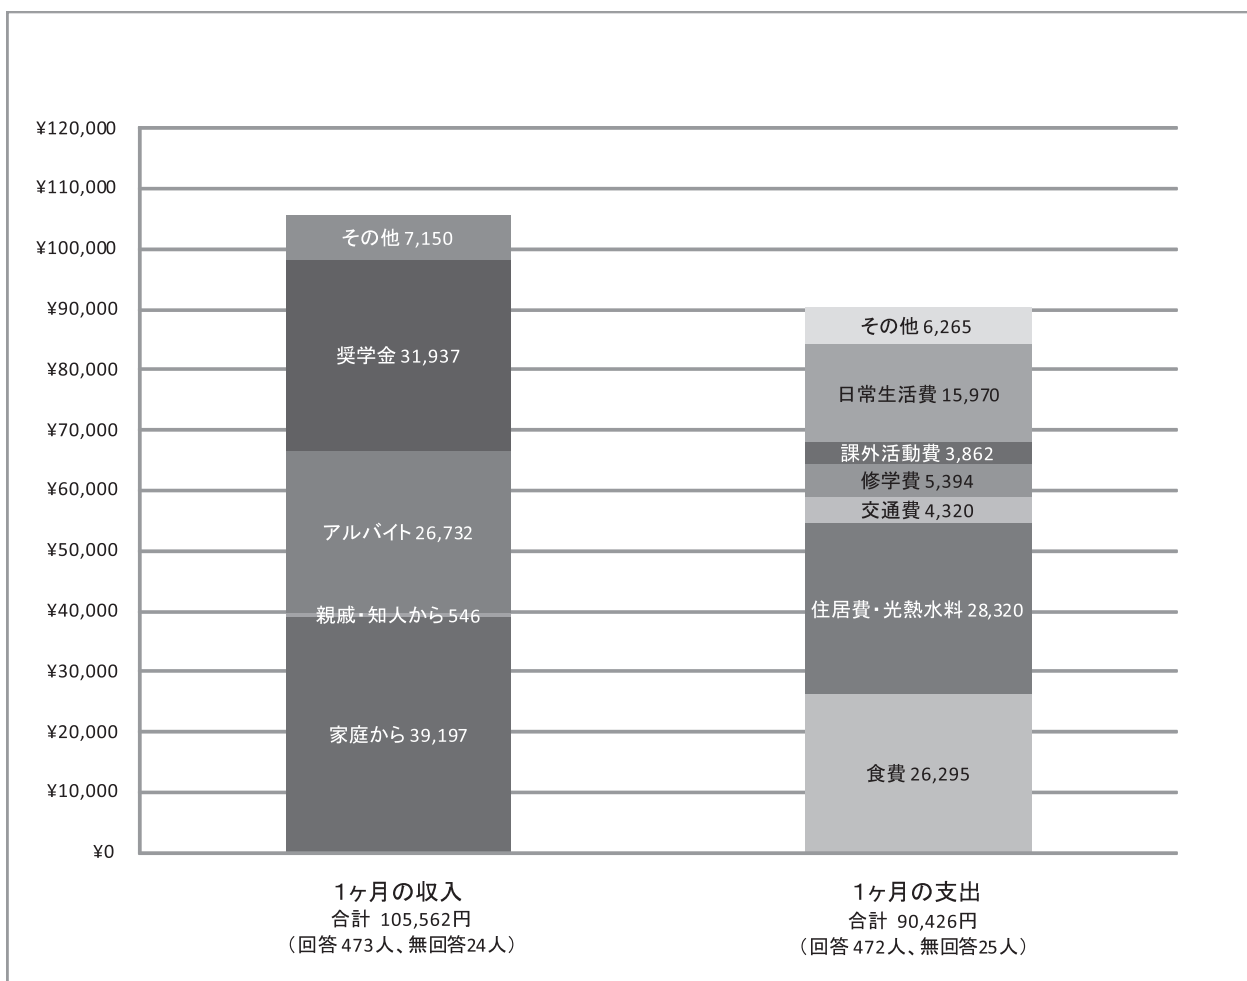 ¥120,000
¥110,000
¥100,000
¥90,000
¥80,000
¥70,000
¥60,000
¥50,000
¥40,000
¥30,000
¥20,000
¥10,000
¥0
その他 7,150
奨学金 31,937
アルバイト 26,732
親戚・知人から 546
家庭から 39,197
その他 6,265
日常生活費 15,970
課外活動費 3,862
修学費 5,394
交通費 4,320
住居費・光熱水料 28,320
食費 26,295
1ヶ月の収入
合計 105,562円
（回答 473人、無回答24人）
1ヶ月の支出
合計 90,426円
（回答 472人、無回答25人）